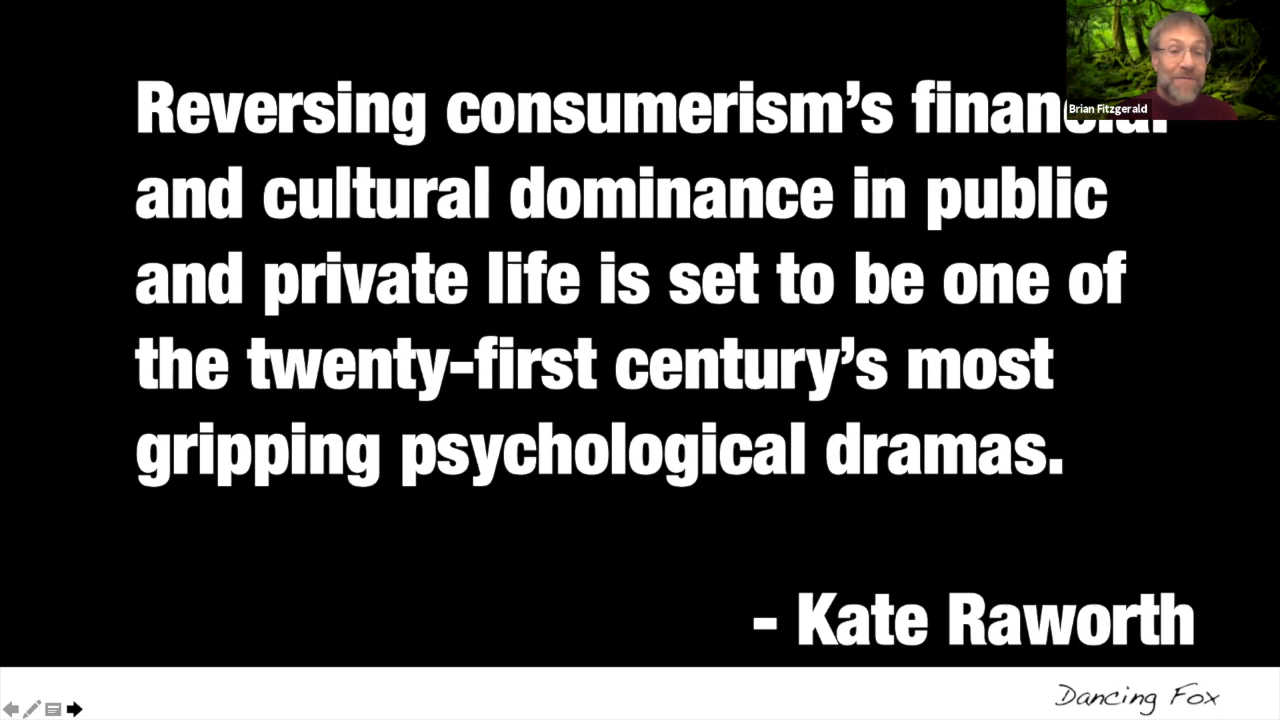 Reversing consumerism’s financial
and cultural dominance in public
and private life is set to be one of
the twenty-first century’s most
gripping psychological dramas.
- Kate Raworth
Brian Fitzgerald
Dancing Fox